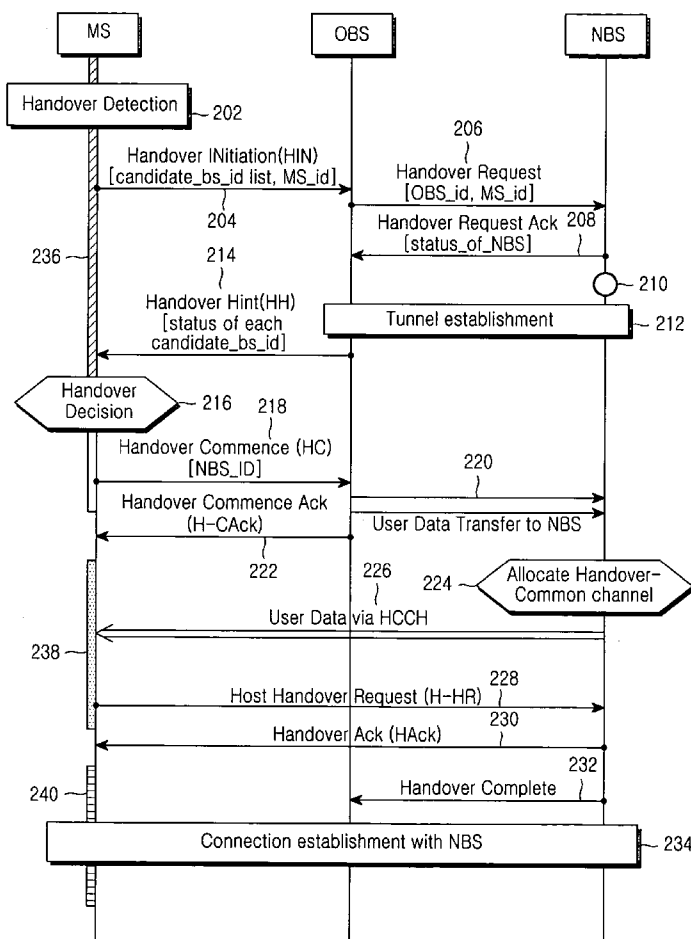 MS
OBS
NBS
Handover Detection
202
206
Handover INitiation(HIN)
[candidate_bs_id list, MS_id]
204
Handover Request
[OBS_id, MS_id]
Handover Request Ack
208
[status_of_NBS]
236
214
210
Handover Hint(HH)
[status of each
candidate_bs_id]
Tunnel establishment
212
Handover
Decision
216
218
Handover Commence (HC)
[NBS_ID]
220
Handover Commence Ack
(H-CAck)
User Data Transfer to NBS
222
226
224
Allocate Handover-
Common channel
User Data via HCCH
238
228
Host Handover Request (H-HR)
230
Handover Ack (HAck)
232
240
Handover Complete
Connection establishment with NBS
234